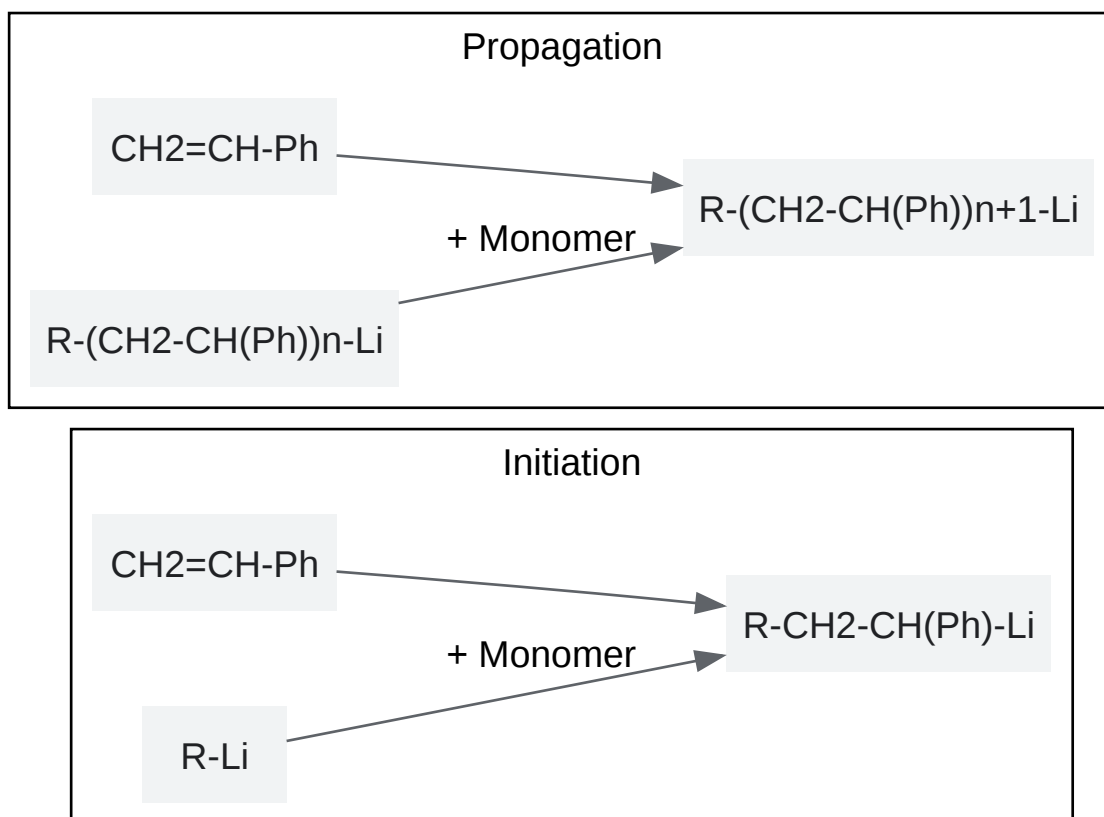 Propagation
CH2=CH-Ph
R-(CH2-CH(Ph))n+1-Li
+ Monomer
R-(CH2-CH(Ph))n-Li
Initiation
CH2=CH-Ph
R-CH2-CH(Ph)-Li
+ Monomer
R-Li